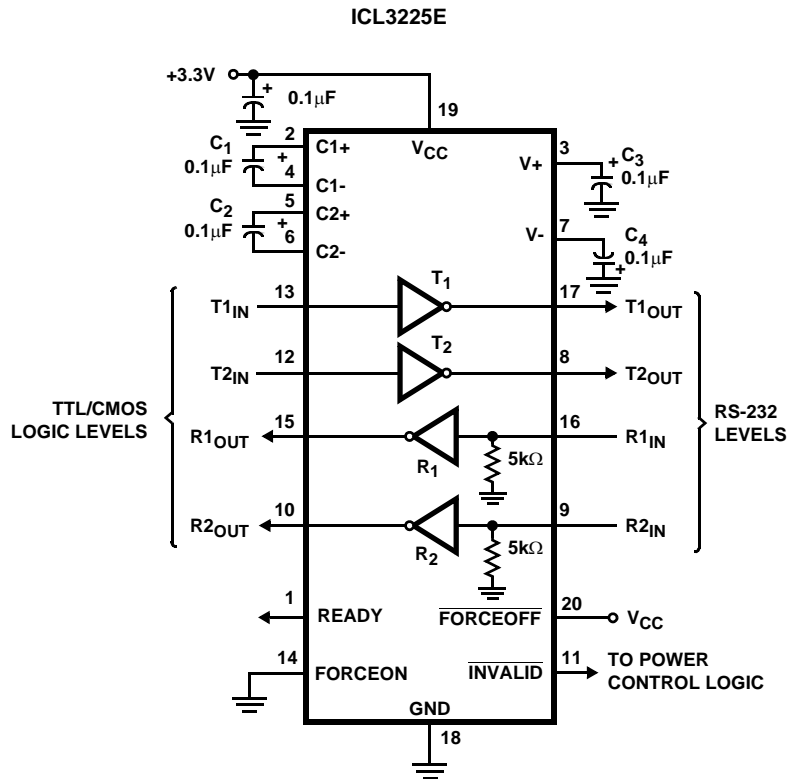 ICL3225E
+3.3V
+
0.1μF
19
2
C1
0.1μF
+
4
C1+
C1-
VCC
3
V+
+
C3
0.1μF
5
C2
0.1μF
+
6
C2+
C2-
7
V-
C4
0.1μF
+
T1IN
13
T1
17
T1OUT
T2IN
12
T2
8
T2OUT
TTL/CMOS
LOGIC LEVELS
RS-232
LEVELS
R1OUT
15
R1
5kΩ
16
R1IN
R2OUT
10
R2
5kΩ
9
R2IN
1
READY
FORCEOFF
20
VCC
14
FORCEON
INVALID
11
TO POWER
CONTROL LOGIC
GND
18